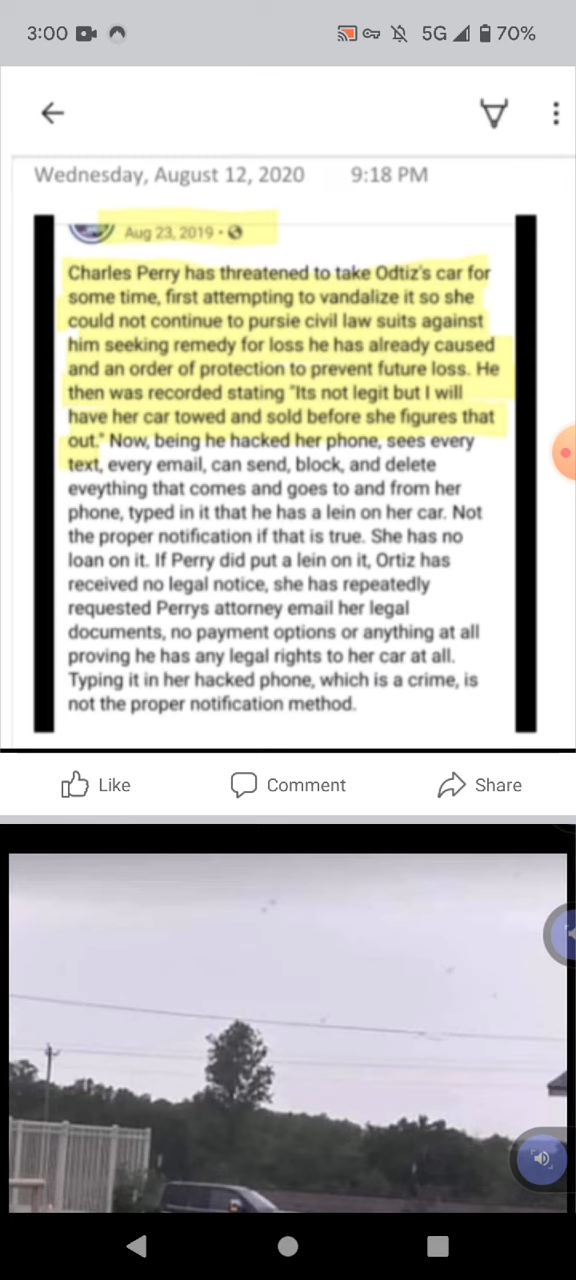 3:00
5G
70%
Wednesday, August 12, 2020 9:18 PM
Aug 23, 2019 ·
Charles Perry has threatened to take Odtiz's car for
some time, first attempting to vandalize it so she
could not continue to pursie civil law suits against
him seeking remedy for loss he has already caused
and an order of protection to prevent future loss. He
then was recorded stating "Its not legit but I will
have her car towed and sold before she figures that
out." Now, being he hacked her phone, sees every
text, every email, can send, block, and delete
eveything that comes and goes to and from her
phone, typed in it that he has a lein on her car. Not
the proper notification if that is true. She has no
loan on it. If Perry did put a lein on it, Ortiz has
received no legal notice, she has repeatedly
requested Perrys attorney email her legal
documents, no payment options or anything at all
proving he has any legal rights to her car at all.
Typing it in her hacked phone, which is a crime, is
not the proper notification method.
Like Comment Share